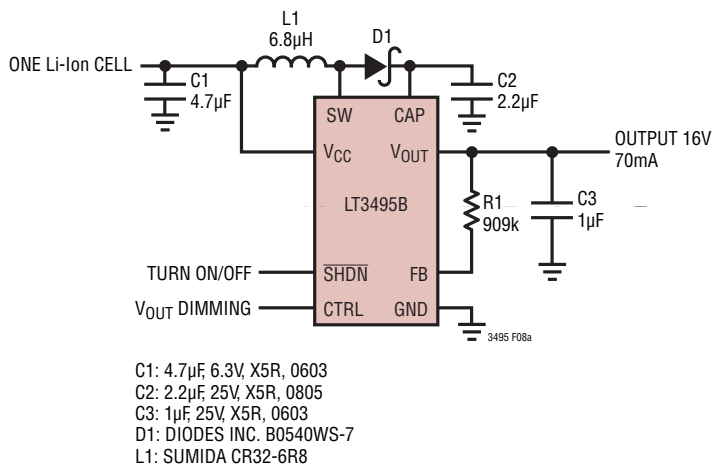 L1
6.8µH
D1
ONE Li-Ion CELL
C1
4.7µF
C2
2.2µF
SW
CAP
VCC
VOUT
OUTPUT 16V
70mA
LT3495B
R1
909k
C3
1µF
TURN ON/OFF
SHDN
FB
VOUT DIMMING
CTRL
GND
3495 F08a
C1: 4.7µF, 6.3V, X5R, 0603
C2: 2.2µF, 25V, X5R, 0805
C3: 1µF, 25V, X5R, 0603
D1: DIODES INC. B0540WS-7
L1: SUMIDA CR32-6R8